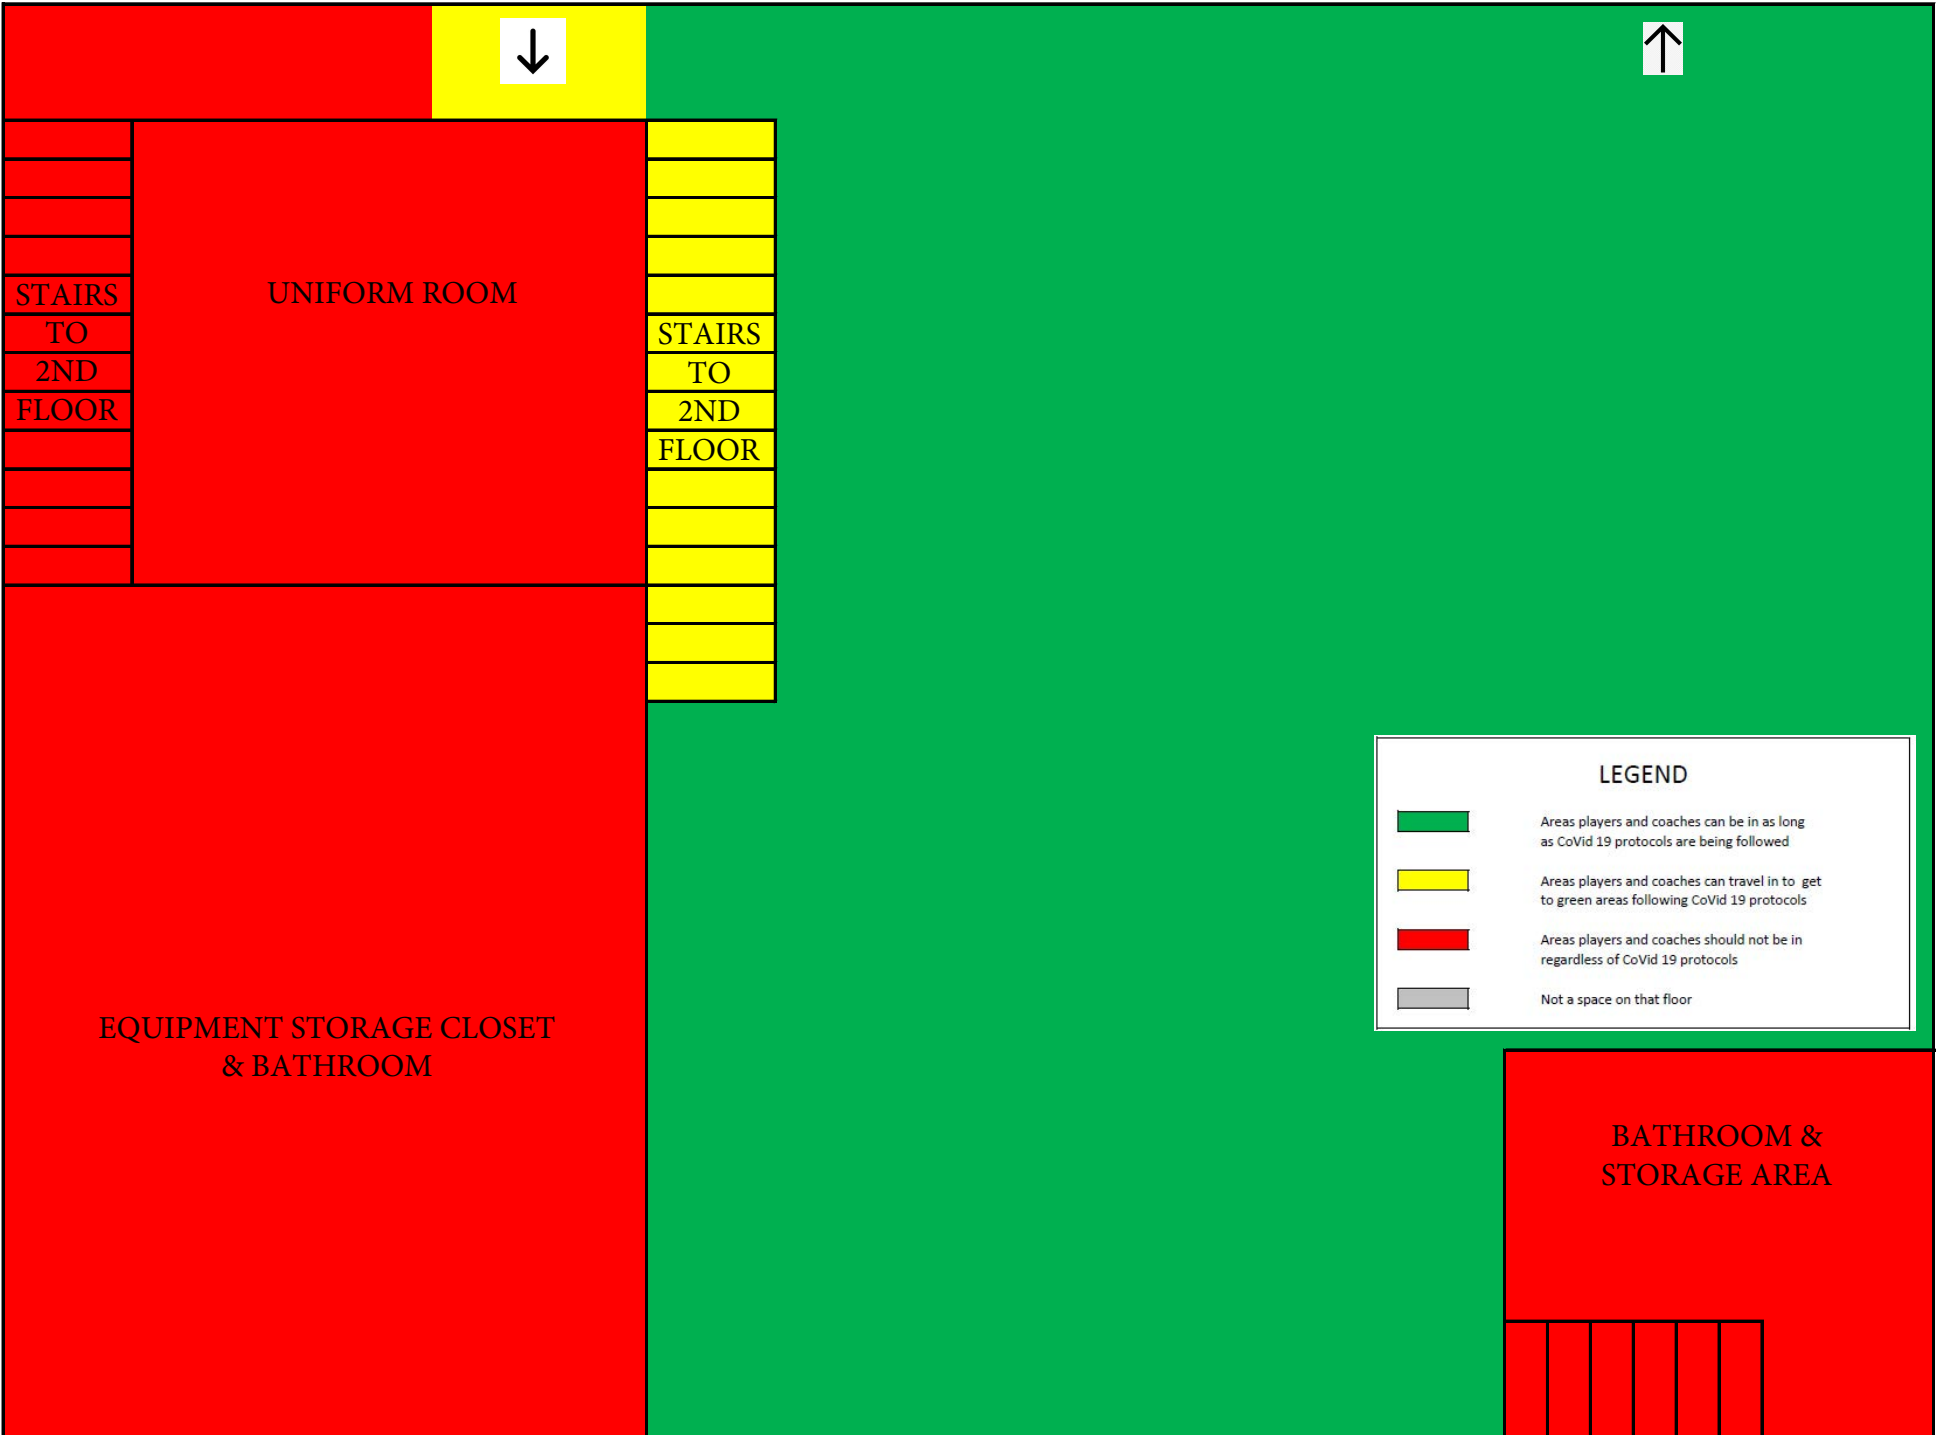 UNIFORM ROOM
STAIRS
TO
2ND
FLOOR
STAIRS
TO
2ND
FLOOR
LEGEND
Areas players and coaches can be in as long
as CoVid 19 protocols are being followed
Areas players and coaches can travel in to get
to green areas following CoVid 19 protocols
Areas players and coaches should not be in
regardless of CoVid 19 protocols
Not a space on that floor
EQUIPMENT STORAGE CLOSET
& BATHROOM
BATHROOM &
STORAGE AREA